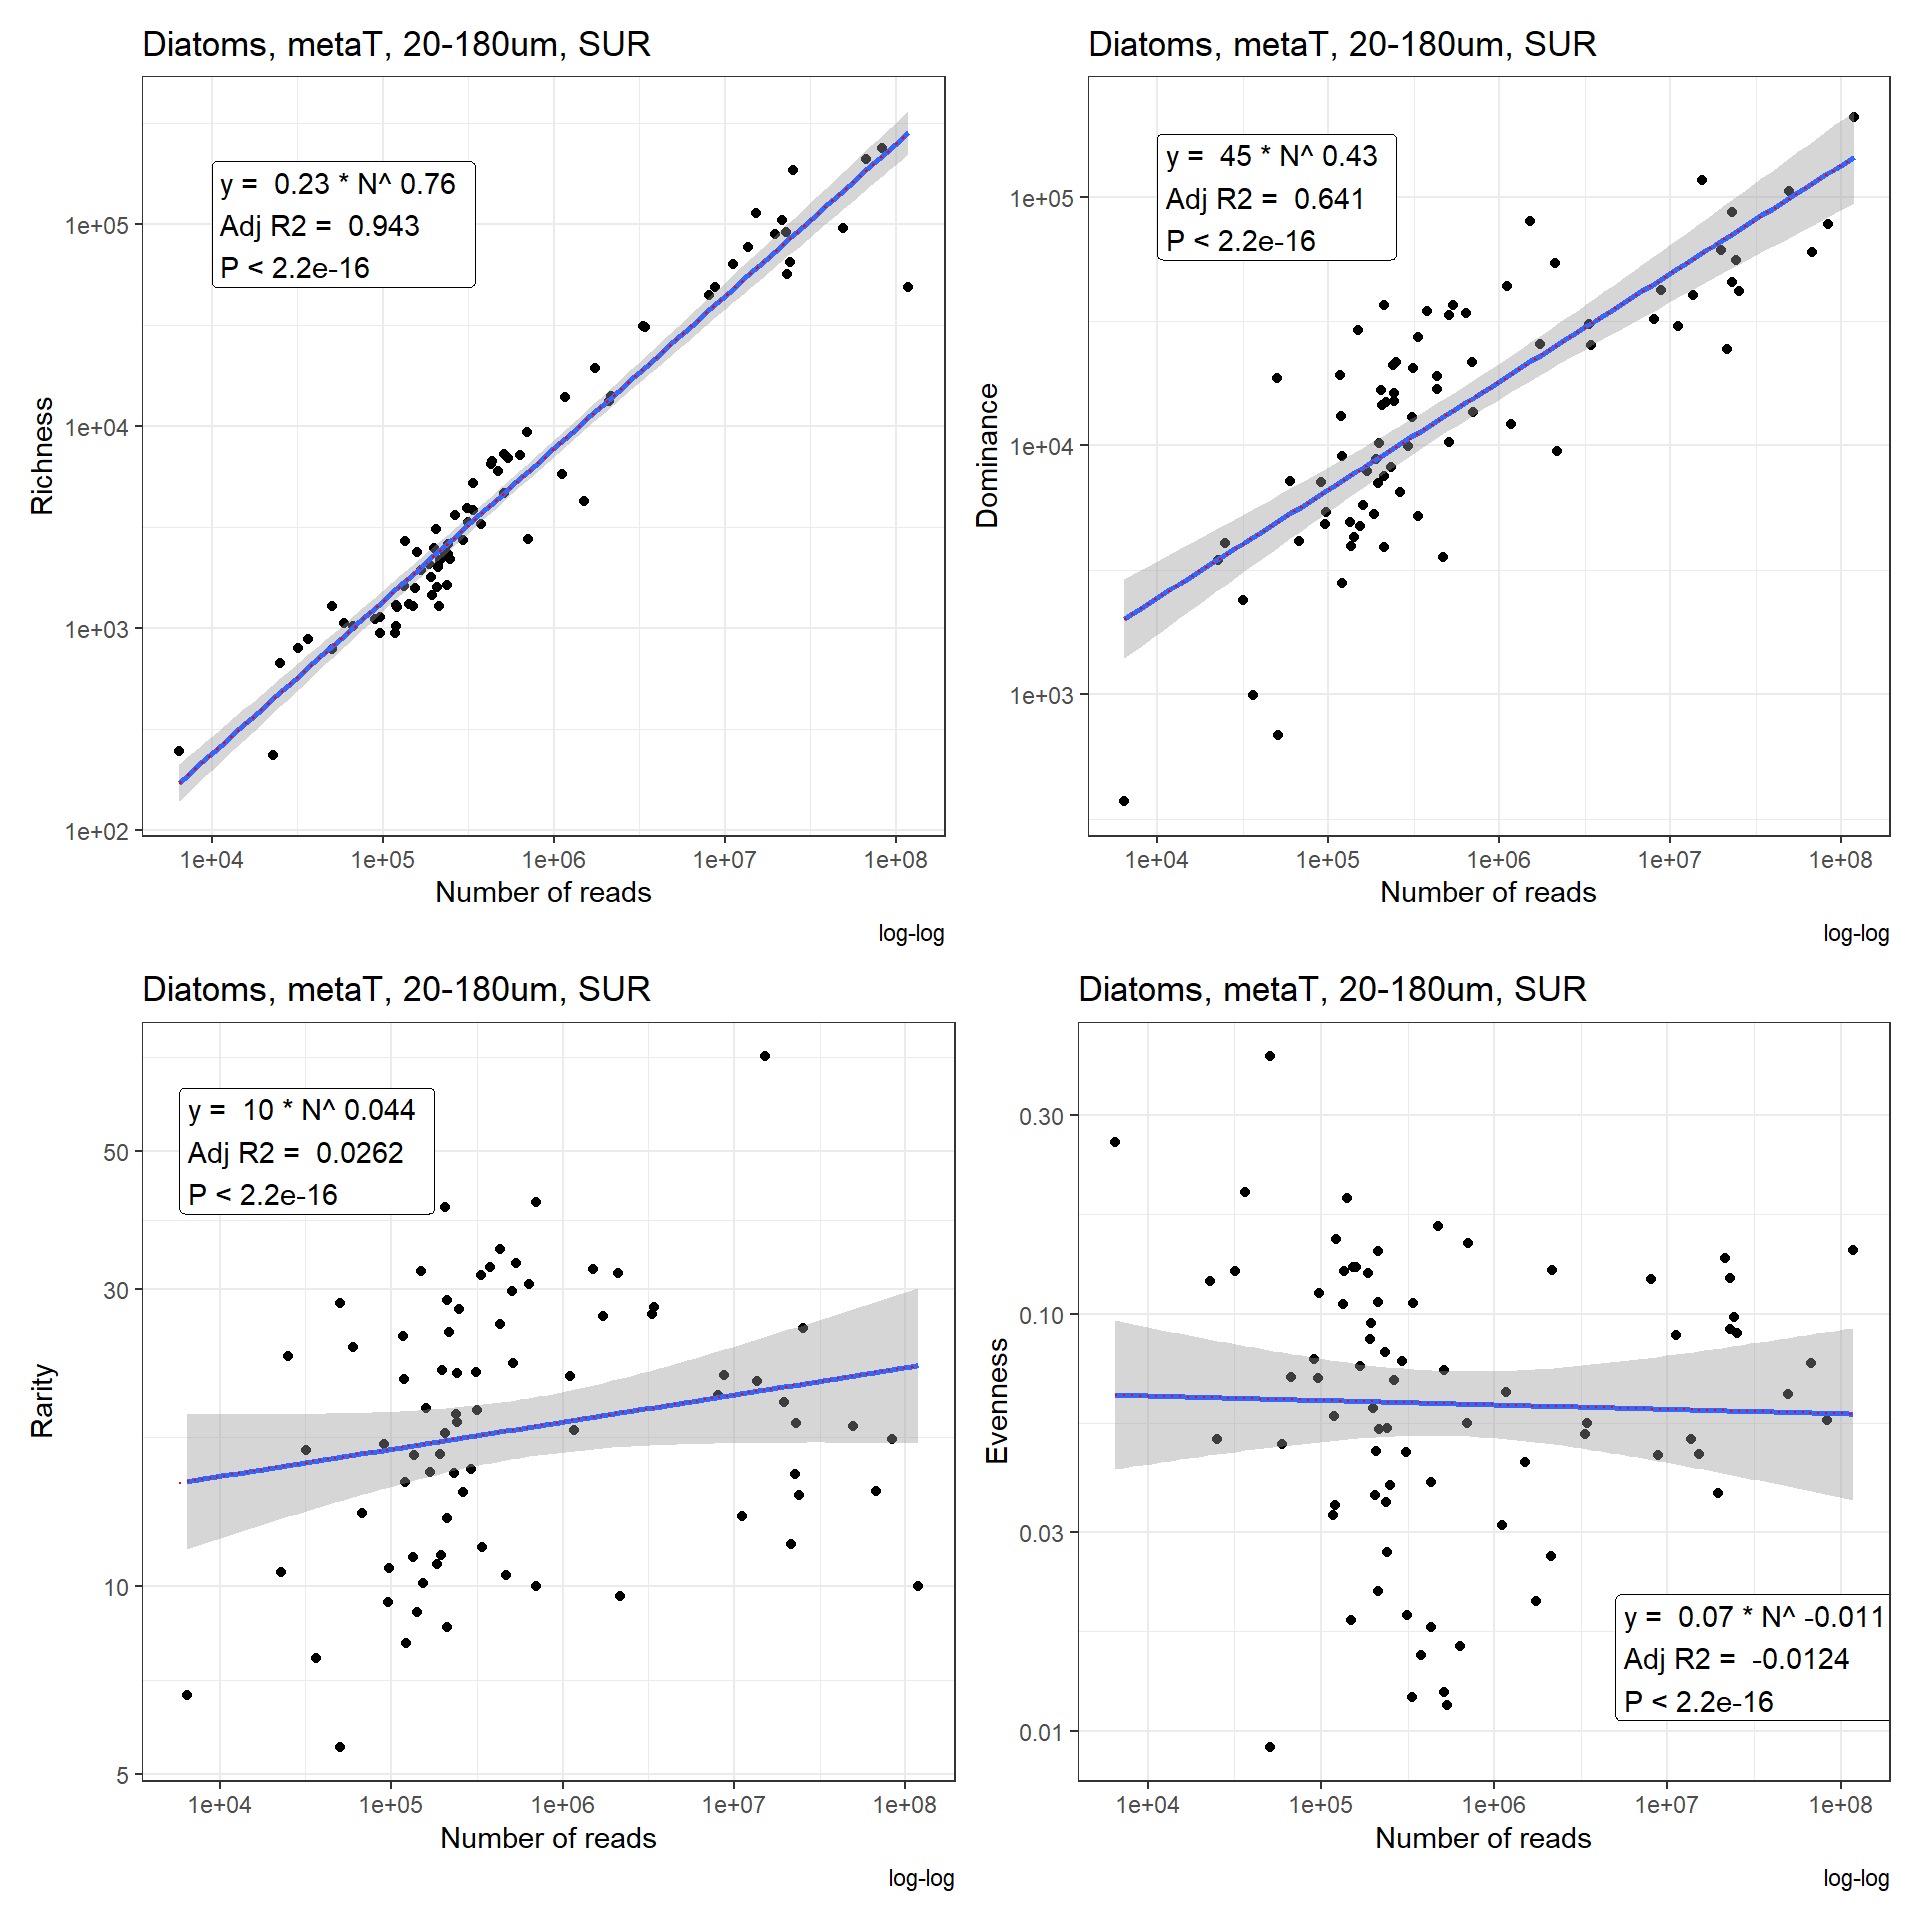 Diatoms, metaT, 20-180um, SUR
y =  0.23 * N^ 0.76
Adj R2 =  0.943
P < 2.2e-16
1e+05
1e+04
1e+03
1e+02
Richness
1e+04 1e+05 1e+06 1e+07 1e+08
Number of reads
log-log
Diatoms, metaT, 20-180um, SUR
y =  45 * N^ 0.43
Adj R2 =  0.641
P < 2.2e-16
1e+05
1e+04
1e+03
Dominance
1e+04 1e+05 1e+06 1e+07 1e+08
Number of reads
log-log
Diatoms, metaT, 20-180um, SUR
y =  10 * N^ 0.044
Adj R2 =  0.0262
P < 2.2e-16
50
30
10
5
Rarity
1e+04 1e+05 1e+06 1e+07 1e+08
Number of reads
log-log
Diatoms, metaT, 20-180um, SUR
0.30
0.10
0.03
0.01
Evenness
y =  0.07 * N^ -0.011
Adj R2 =  -0.0124
P < 2.2e-16
1e+04 1e+05 1e+06 1e+07 1e+08
Number of reads
log-log